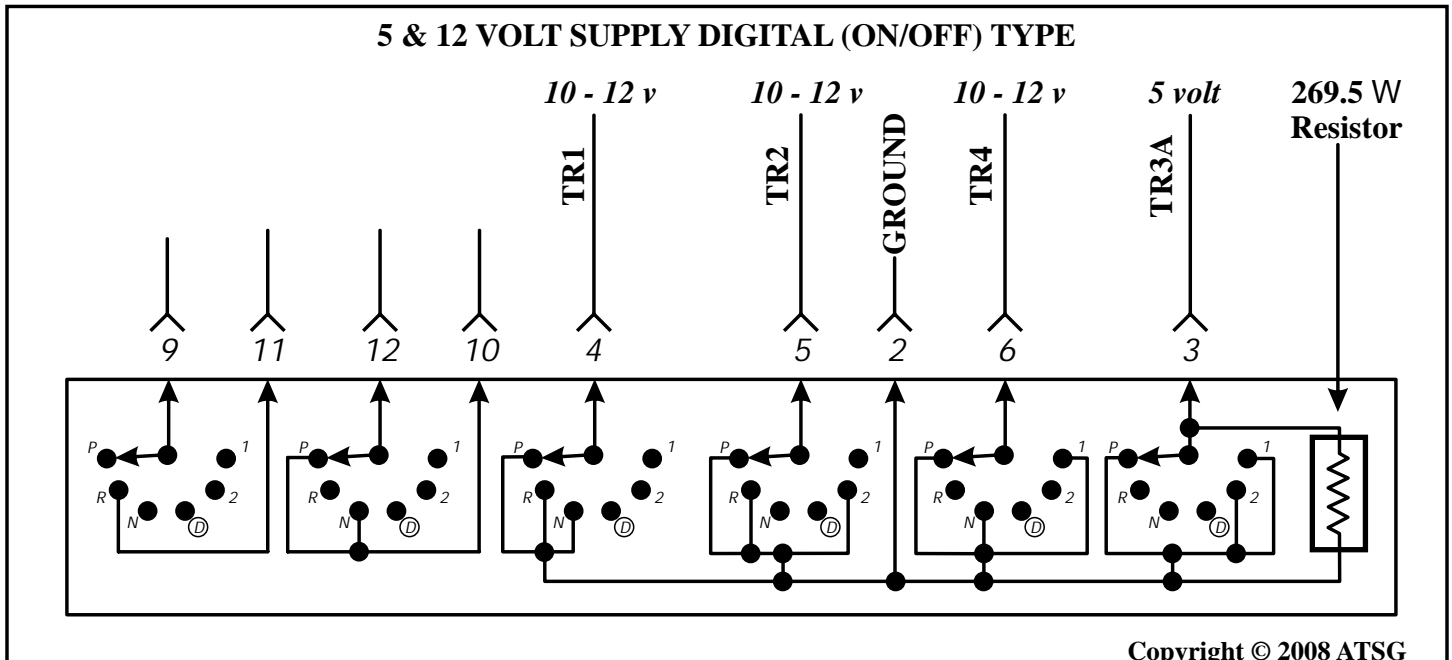 5 & 12 VOLT SUPPLY DIGITAL (ON/OFF) TYPE
10 - 12 v 10 - 12 v 10 - 12 v 5 volt 269.5 W
Resistor
TR1 TR2 GROUND TR4 TR3A
9 11 12 10 4 5 2 6 3
P R N D 2 1
P R N D 2 1
P R N D 2 1
P R N D 2 1
P R N D 2 1
P R N D 2 1
Copyright © 2008 ATSG